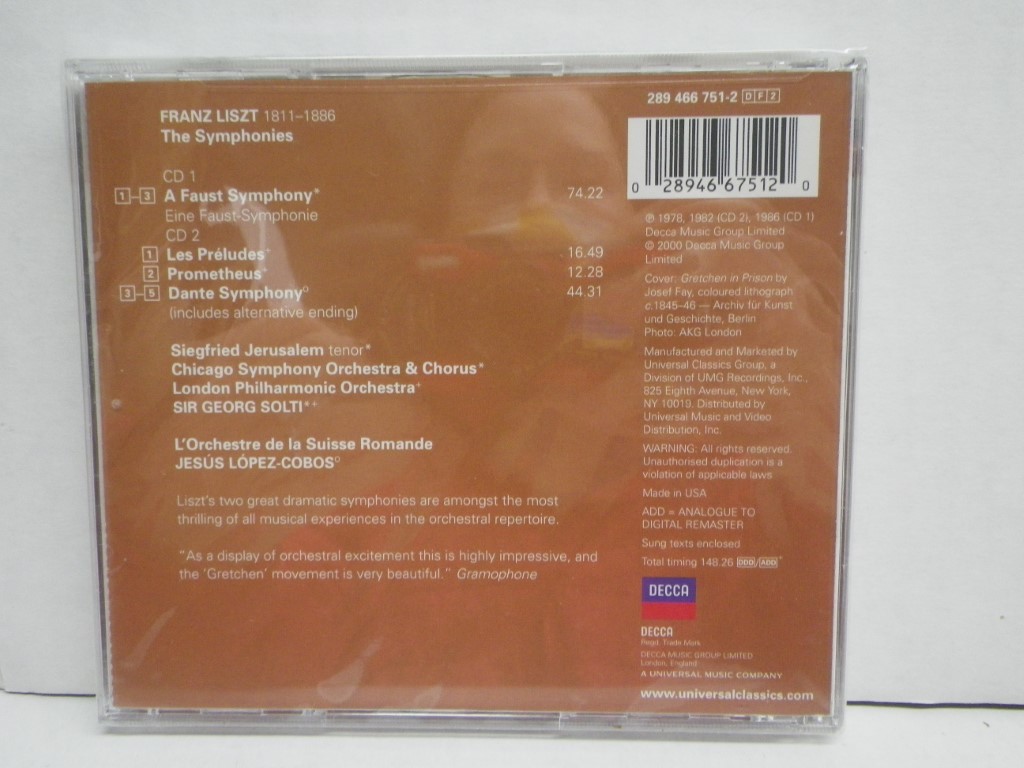 FRANZ LISZT 1811–1886
The Symphonies
CD 1
1–3 A Faust Symphony* 74.22
Eine Faust-Symphonie
CD 2
1 Les Préludes+ 16.49
2 Prometheus+ 12.28
3–5 Dante Symphony° 44.31
(includes alternative ending)
Siegfried Jerusalem tenor*
Chicago Symphony Orchestra & Chorus*
London Philharmonic Orchestra+
SIR GEORG SOLTI*+
L'Orchestre de la Suisse Romande
JESÚS LÓPEZ-COBOS°
Liszt's two great dramatic symphonies are amongst the most
thrilling of all musical experiences in the orchestral repertoire.
"As a display of orchestral excitement this is highly impressive, and
the 'Gretchen' movement is very beautiful." Gramophone
289 466 751-2 DF2
0 28946 67512 0
℗ 1978, 1982 (CD 2), 1986 (CD 1)
Decca Music Group Limited
© 2000 Decca Music Group
Limited
Cover: Gretchen in Prison by
Josef Fay, coloured lithograph
c.1845–46 — Archiv für Kunst
und Geschichte, Berlin
Photo: AKG London
Manufactured and Marketed by
Universal Classics Group, a
Division of UMG Recordings, Inc.,
825 Eighth Avenue, New York,
NY 10019. Distributed by
Universal Music and Video
Distribution, Inc.
WARNING: All rights reserved.
Unauthorised duplication is a
violation of applicable laws
Made in USA
ADD = ANALOGUE TO
DIGITAL REMASTER
Sung texts enclosed
Total timing 148.26 DDD/ADD+
DECCA
DECCA
Regd. Trade Mark
DECCA MUSIC GROUP LIMITED
London, England
A UNIVERSAL MUSIC COMPANY
www.universalclassics.com